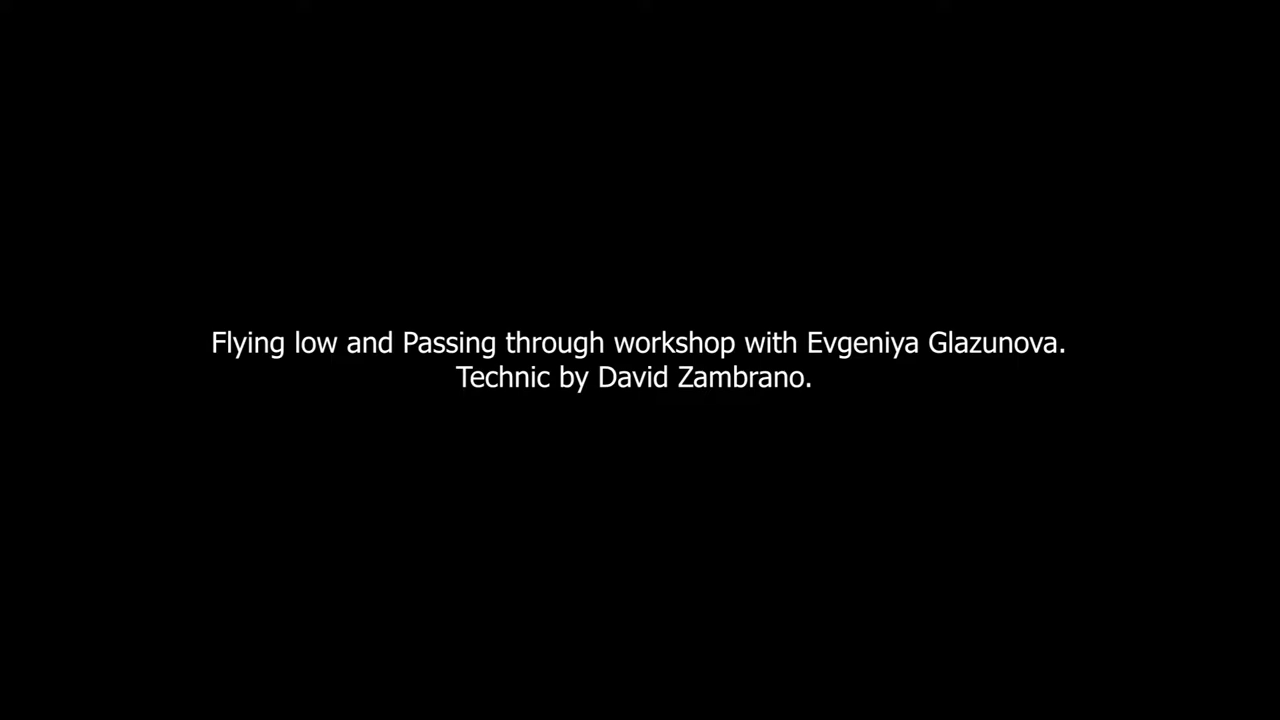 Flying low and Passing through workshop with Evgeniya Glazunova.
Technic by David Zambrano.